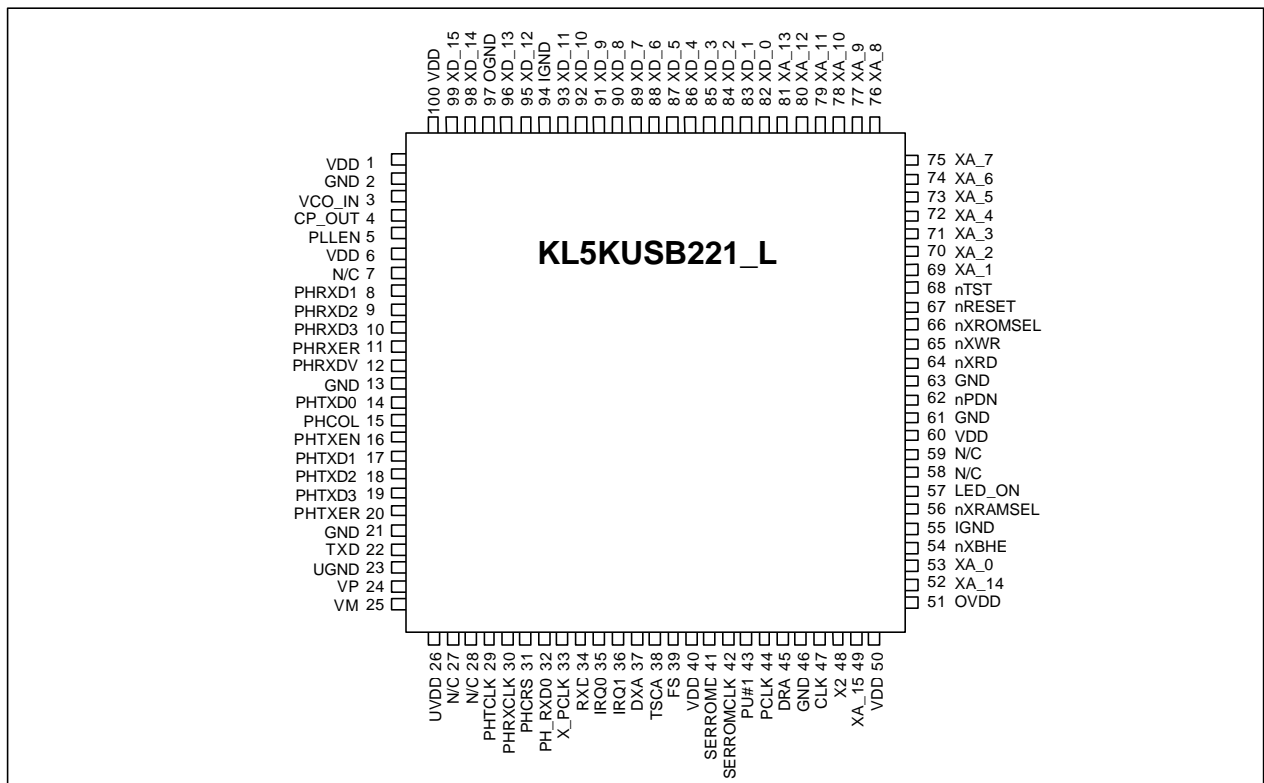 100 VDD
99 XD_15
98 XD_14
97 OGND
96 XD_13
95 XD_12
94 IGND
93 XD_11
92 XD_10
91 XD_9
90 XD_8
89 XD_7
88 XD_6
87 XD_5
86 XD_4
85 XD_3
84 XD_2
83 XD_1
82 XD_0
81 XA_13
80 XA_12
79 XA_11
78 XA_10
77 XA_9
76 XA_8
VDD 1
GND 2
VCO_IN 3
CP_OUT 4
PLLEN 5
VDD 6
N/C 7
PHRXD1 8
PHRXD2 9
PHRXD3 10
PHRXER 11
PHRXDV 12
GND 13
PHTXD0 14
PHCOL 15
PHTXEN 16
PHTXD1 17
PHTXD2 18
PHTXD3 19
PHTXER 20
GND 21
TXD 22
UGND 23
VP 24
VM 25
KL5KUSB221_L
75 XA_7
74 XA_6
73 XA_5
72 XA_4
71 XA_3
70 XA_2
69 XA_1
68 nTST
67 nRESET
66 nXROMSEL
65 nXWR
64 nXRD
63 GND
62 nPDN
61 GND
60 VDD
59 N/C
58 N/C
57 LED_ON
56 nXRAMSEL
55 IGND
54 nXBHE
53 XA_0
52 XA_14
51 OVDD
UVDD 26
N/C 27
N/C 28
PHTCLK 29
PHRXCLK 30
PHCRS 31
PH_RXD0 32
X_PCLK 33
RXD 34
IRQ0 35
IRQ1 36
DXA 37
TSCA 38
FS 39
VDD 40
SERROMD 41
SERROMCLK 42
PU#1 43
PCLK 44
DRA 45
GND 46
CLK 47
X2 48
XA_15 49
VDD 50